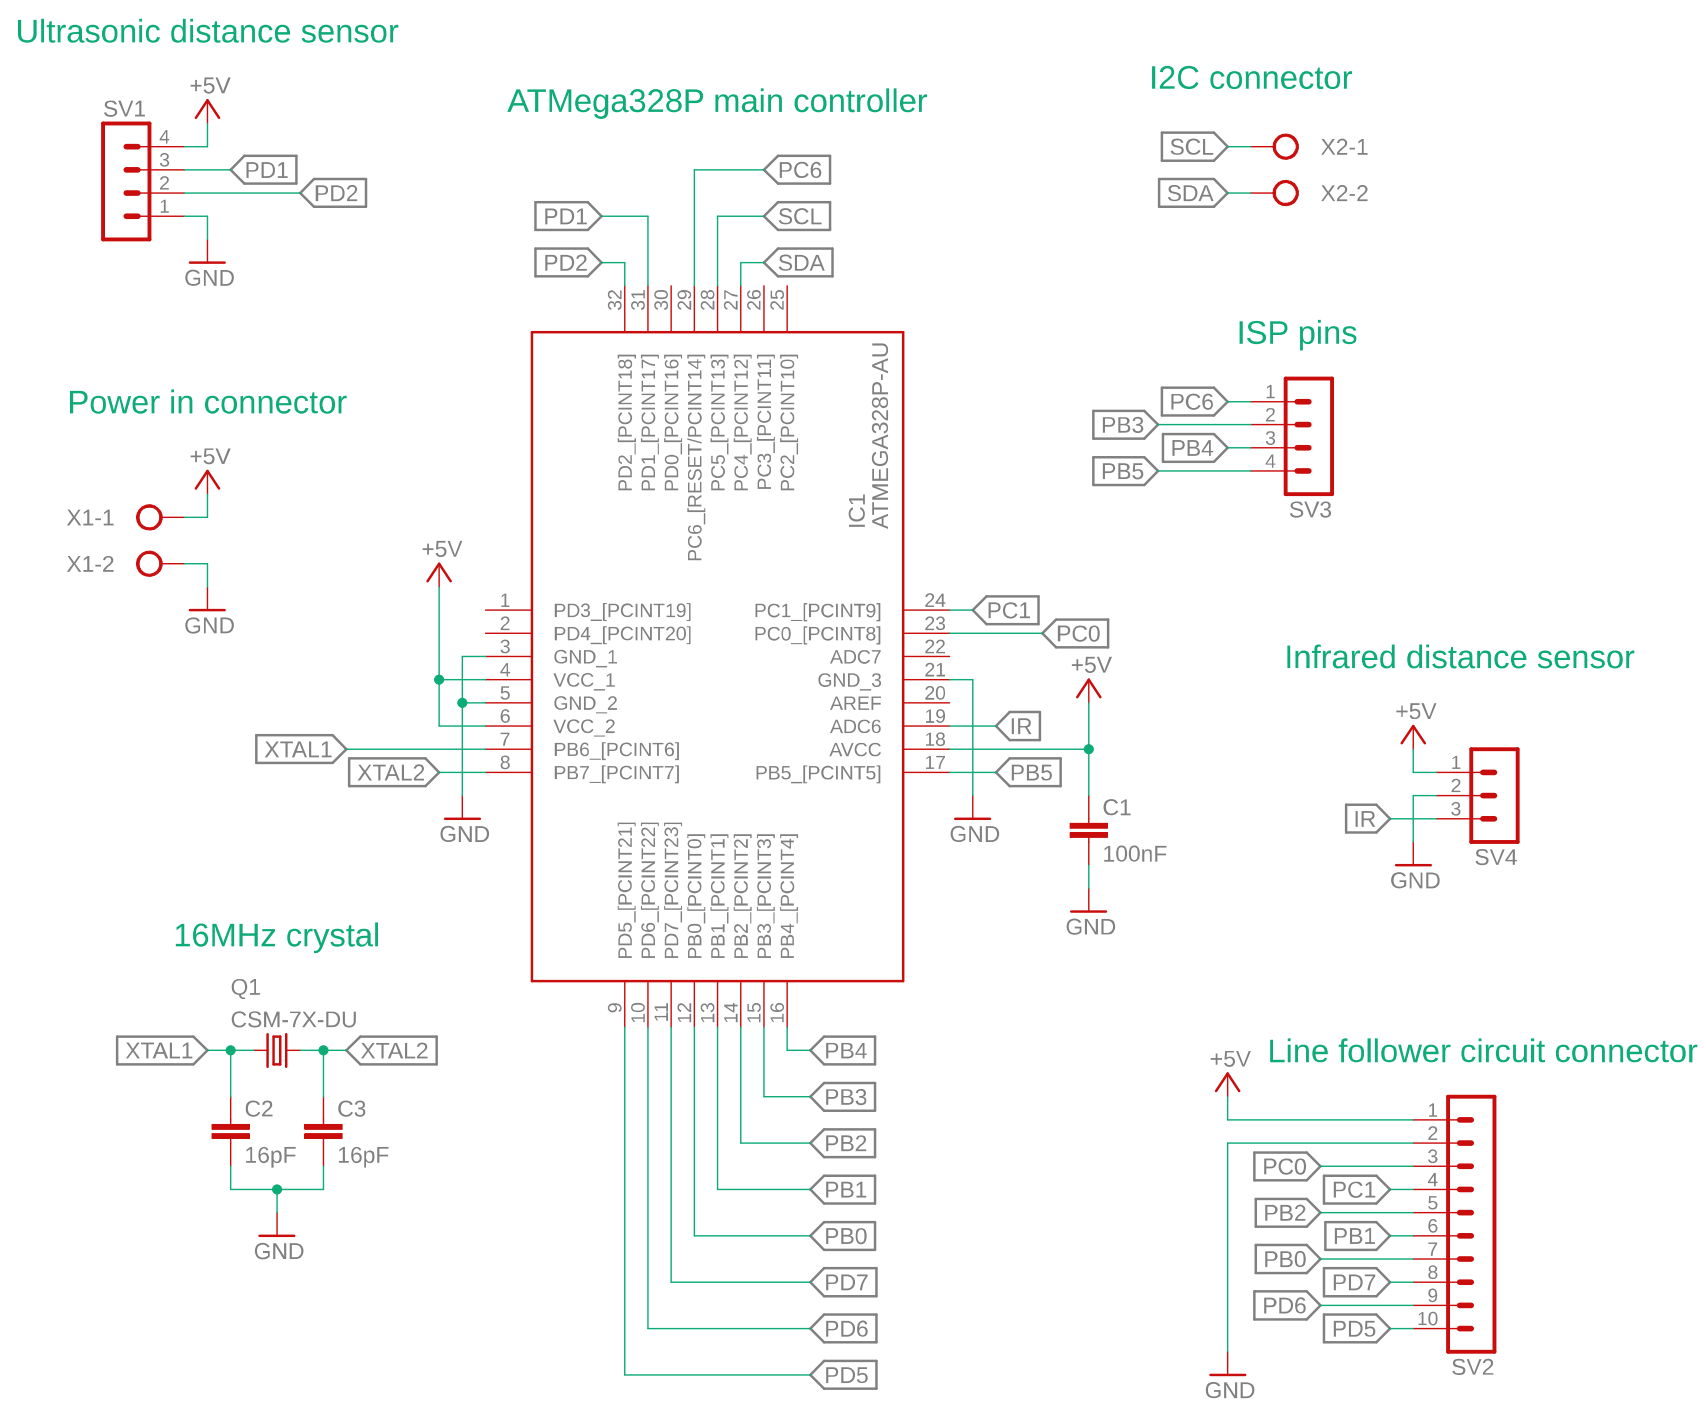 Ultrasonic distance sensor
SV1
+5V
4
3
2
1
PD1
PD2
GND
Power in connector
+5V
X1-1
X1-2
GND
ATMega328P main controller
PC6
PD1
SCL
PD2
SDA
32
31
30
29
28
27
26
25
PD2_[PCINT18]
PD1_[PCINT17]
PD0_[PCINT16]
PC6_[RESET/PCINT14]
PC5_[PCINT13]
PC4_[PCINT12]
PC3_[PCINT11]
PC2_[PCINT10]
IC1
ATMEGA328P-AU
+5V
1 PD3_[PCINT19]
2 PD4_[PCINT20]
3 GND_1
4 VCC_1
5 GND_2
6 VCC_2
7 PB6_[PCINT6]
8 PB7_[PCINT7]
XTAL1
XTAL2
GND
PC1_[PCINT9] 24 PC1
PC0_[PCINT8] 23 PC0
ADC7 22
GND_3 21
AREF 20
ADC6 19 IR
AVCC 18
PB5_[PCINT5] 17 PB5
+5V
GND
C1
100nF
GND
PD5_[PCINT21]
PD6_[PCINT22]
PD7_[PCINT23]
PB0_[PCINT0]
PB1_[PCINT1]
PB2_[PCINT2]
PB3_[PCINT3]
PB4_[PCINT4]
9
10
11
12
13
14
15
16
PB4
PB3
PB2
PB1
PB0
PD7
PD6
PD5
16MHz crystal
Q1
CSM-7X-DU
XTAL1
XTAL2
C2
16pF
C3
16pF
GND
I2C connector
SCL X2-1
SDA X2-2
ISP pins
PC6 1
PB3 2
PB4 3
PB5 4
SV3
Infrared distance sensor
+5V
1
2
IR 3
SV4
GND
Line follower circuit connector
+5V
1
2
PC0 3
PC1 4
PB2 5
PB1 6
PB0 7
PD7 8
PD6 9
PD5 10
SV2
GND